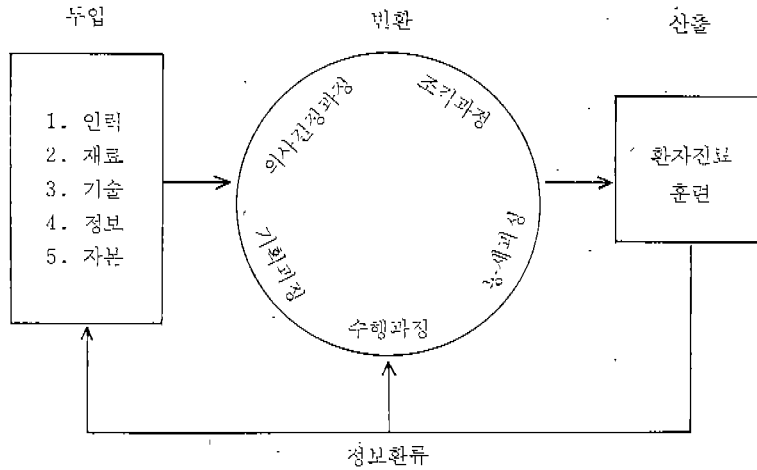 투입
변환
산출
1. 인력
2. 재료
3. 기술
4. 정보
5. 자본
의사결정과정
조직과정
기획과정
통제과정
수행과정
환자진료
훈련
정보환류